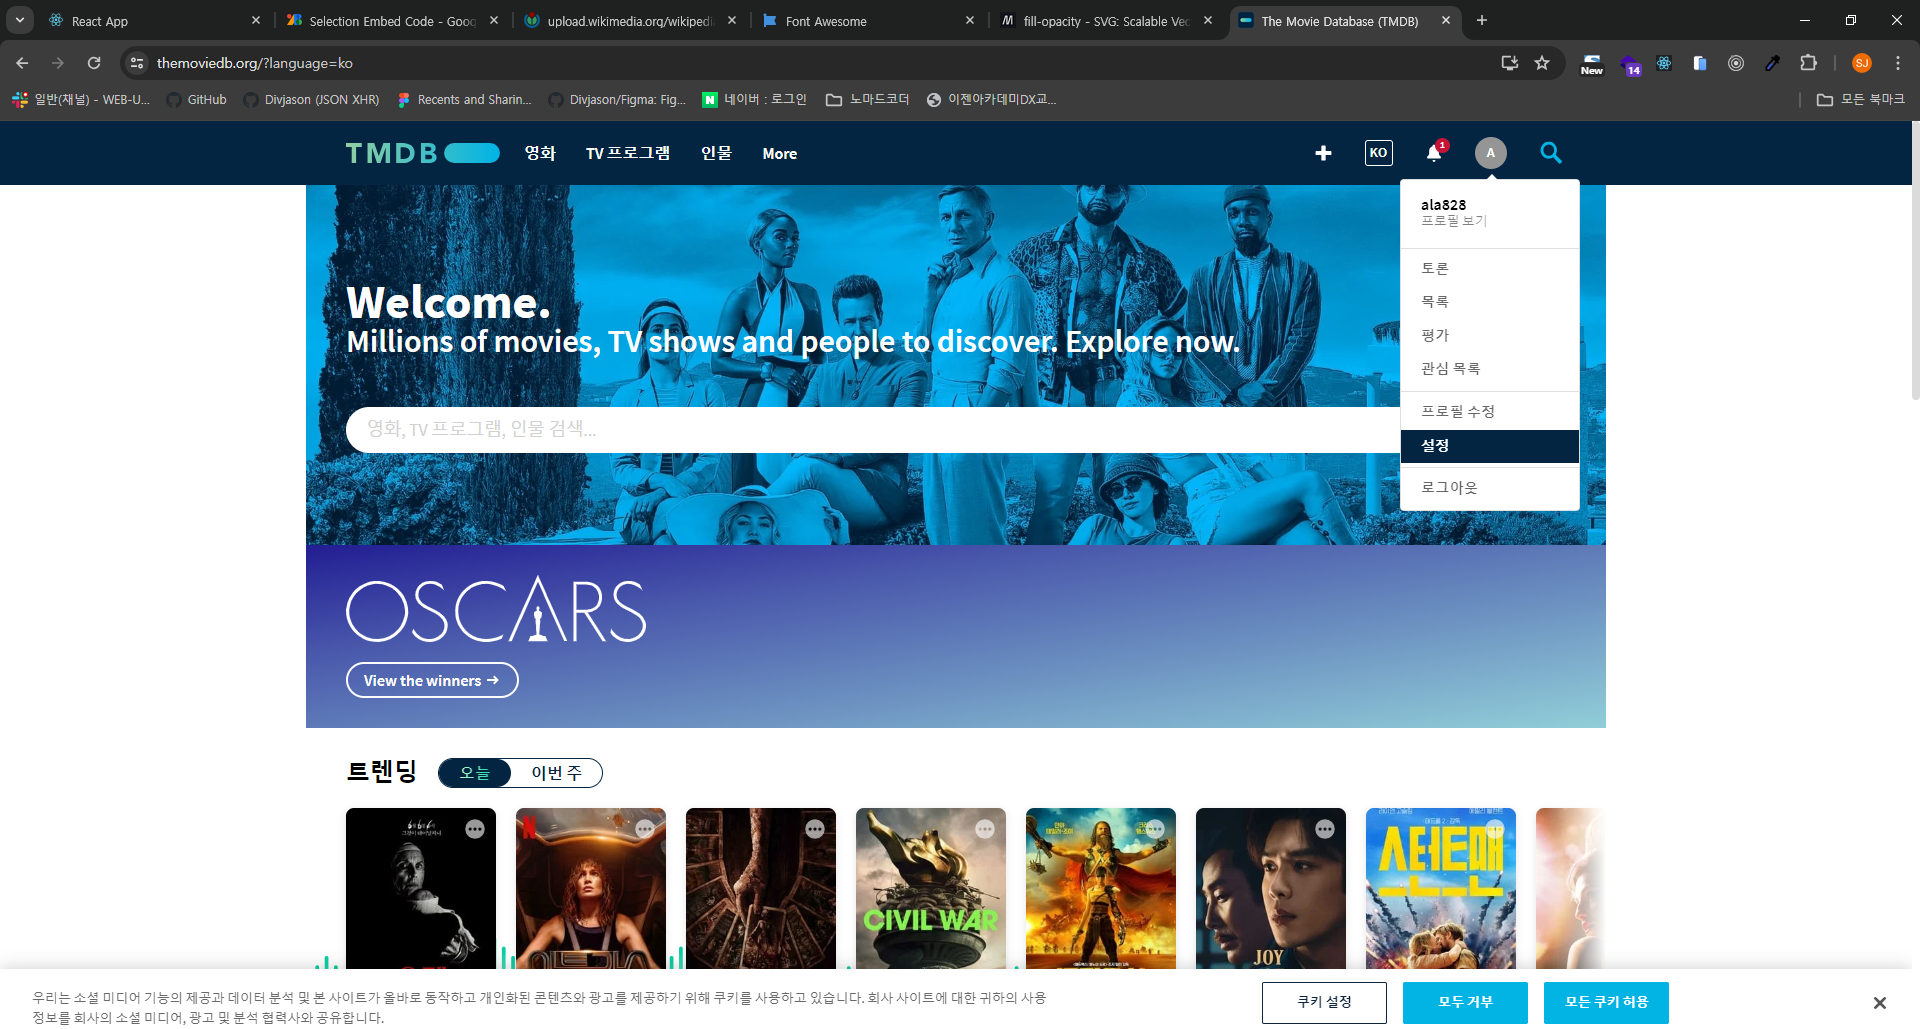 React App
Selection Embed Code - Goog
upload.wikimedia.org/wikipedi
Font Awesome
fill-opacity - SVG: Scalable Vec
The Movie Database (TMDB)
themoviedb.org/?language=ko
New
14
SJ
일반(채널) - WEB-U...
GitHub
Divjason (JSON XHR)
Recents and Sharin...
Divjason/Figma: Fig...
네이버 : 로그인
노마드코더
이젠아카데미DX교...
모든 북마크
TMDB
영화
TV 프로그램
인물
More
KO
1
A
ala828
프로필 보기
토론
목록
평가
관심 목록
프로필 수정
설정
로그아웃
Welcome.
Millions of movies, TV shows and people to discover. Explore now.
영화, TV 프로그램, 인물 검색...
OSCARS
View the winners
트렌딩
오늘
이번 주
CIVIL WAR
JOY
스턴트맨
우리는 소셜 미디어 기능의 제공과 데이터 분석 및 본 사이트가 올바로 동작하고 개인화된 콘텐츠와 광고를 제공하기 위해 쿠키를 사용하고 있습니다. 회사 사이트에 대한 귀하의 사용
정보를 회사의 소셜 미디어, 광고 및 분석 협력사와 공유합니다.
쿠키 설정
모두 거부
모든 쿠키 허용